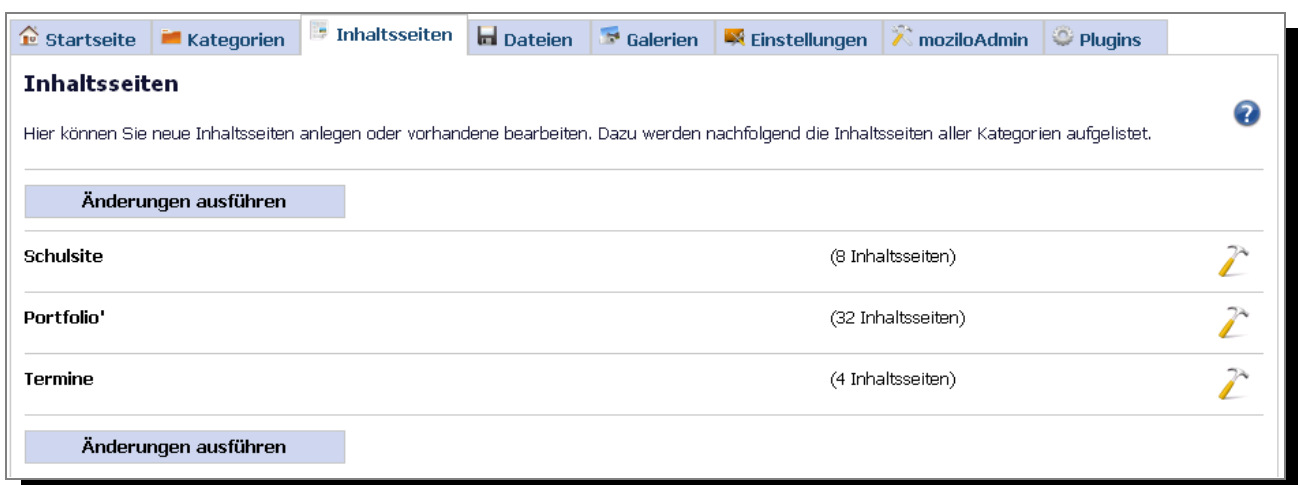 Startseite Kategorien Inhaltsseiten Dateien Galerien Einstellungen moziloAdmin Plugins
Inhaltsseiten
Hier können Sie neue Inhaltsseiten anlegen oder vorhandene bearbeiten. Dazu werden nachfolgend die Inhaltsseiten aller Kategorien aufgelistet.
?
Änderungen ausführen
Schulsite (8 Inhaltsseiten)
Portfolio' (32 Inhaltsseiten)
Termine (4 Inhaltsseiten)
Änderungen ausführen